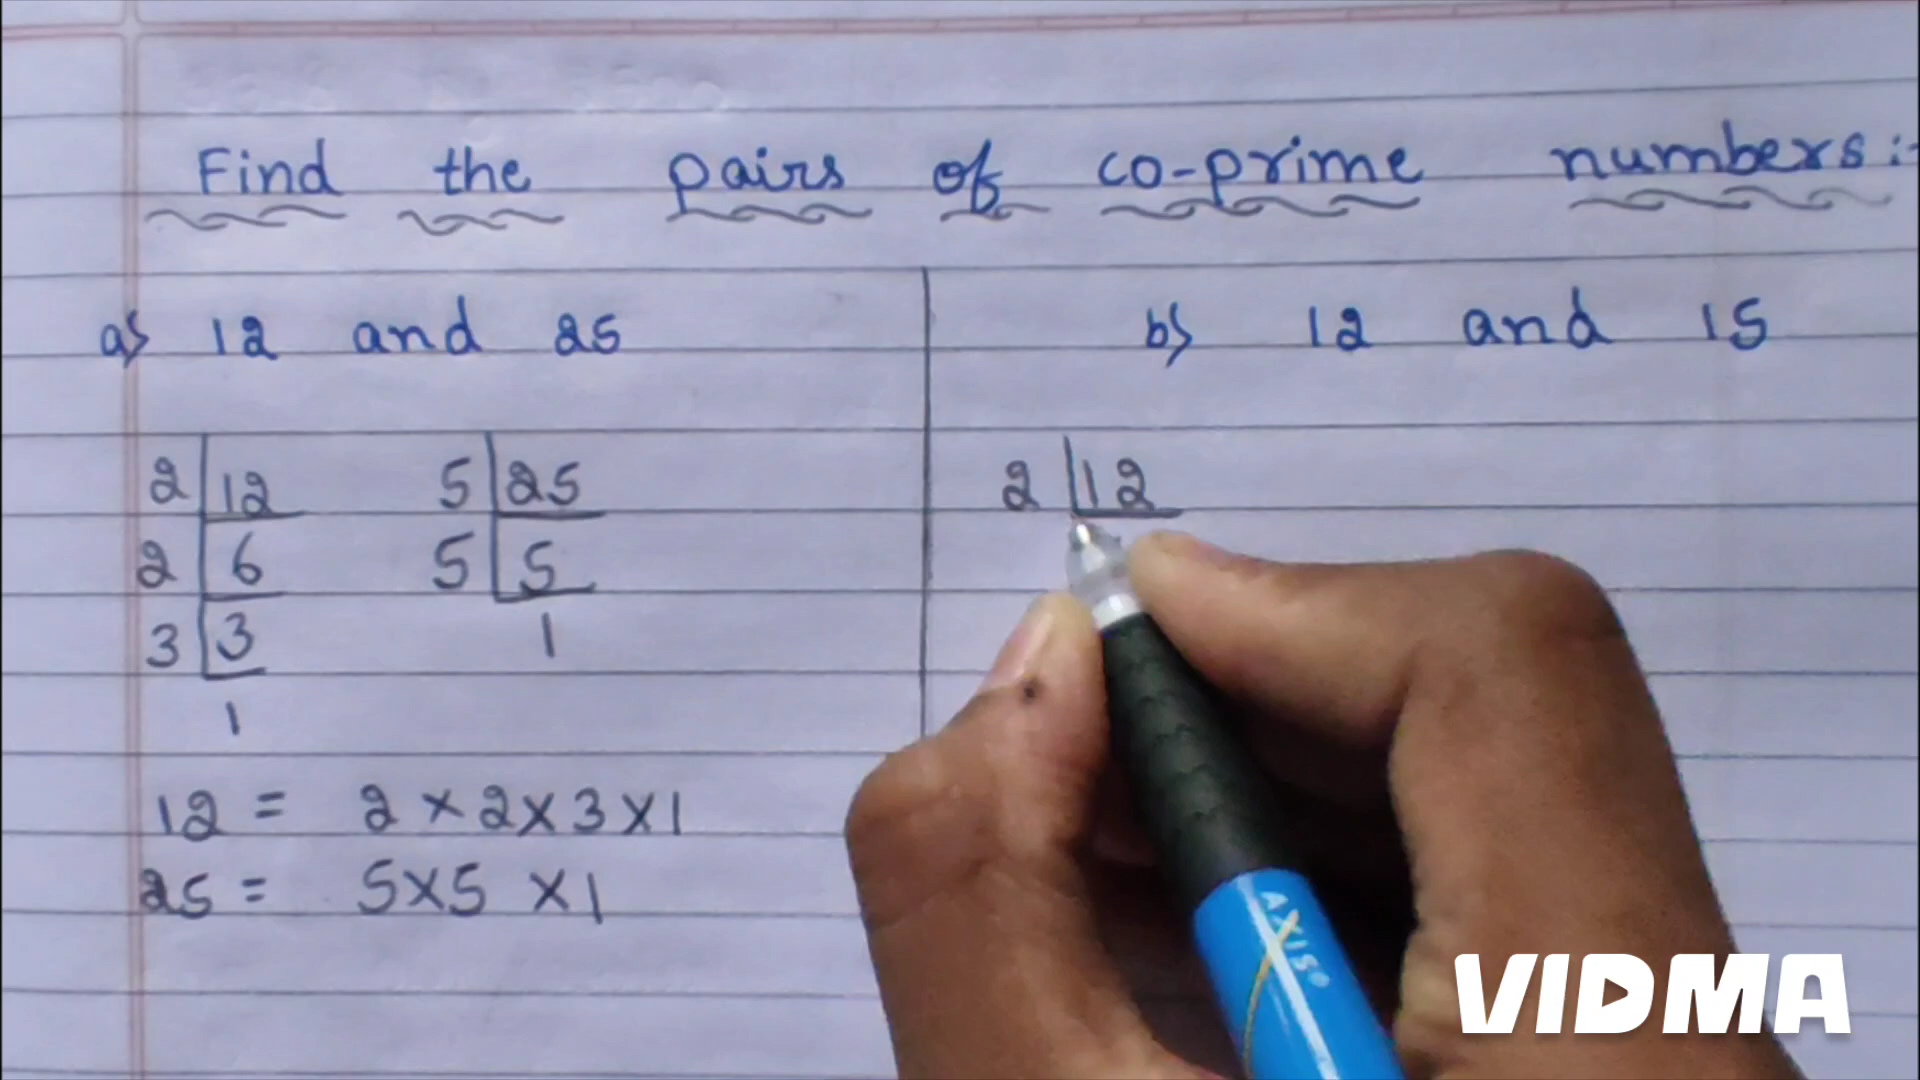 Find the pairs of co-prime numbers:-
a) 12 and 25
b) 12 and 15
2 12
2 6
3 3
1
5 25
5 5
1
2 12
12 = 2 × 2 × 3 × 1
25 = 5 × 5 × 1
AXIS®
VIDMA